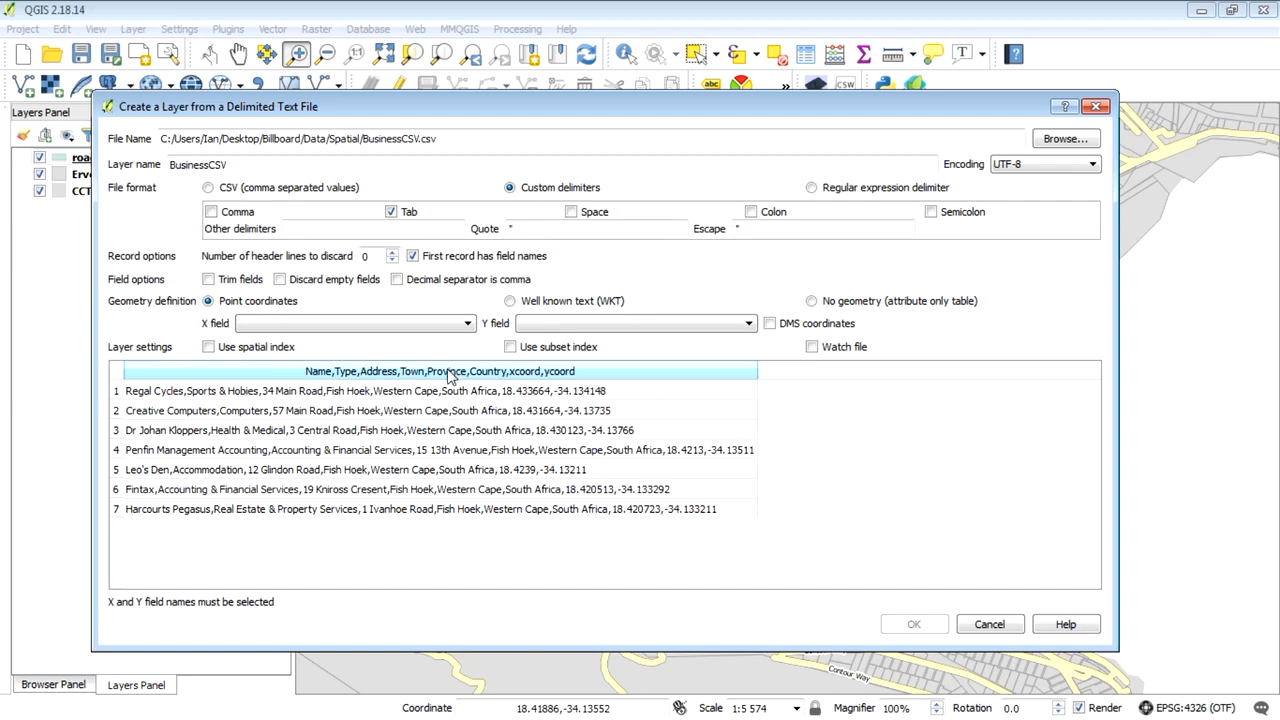 QGIS 2.18.14
Project Edit View Layer Settings Plugins Vector Raster Database Web MMQGIS Processing Help
abc CSW
Layers Panel
Create a Layer from a Delimited Text File
File Name C:/Users/Ian/Desktop/Billboard/Data/Spatial/BusinessCSV.csv Browse...
Layer name BusinessCSV Encoding UTF-8
File format CSV (comma separated values) Custom delimiters Regular expression delimiter
Comma Tab Space Colon Semicolon
Other delimiters Quote " Escape "
Record options Number of header lines to discard 0 First record has field names
Field options Trim fields Discard empty fields Decimal separator is comma
Geometry definition Point coordinates Well known text (WKT) No geometry (attribute only table)
X field Y field DMS coordinates
Layer settings Use spatial index Use subset index Watch file
Name,Type,Address,Town,Province,Country,xcoord,ycoord
1 Regal Cycles,Sports & Hobies,34 Main Road,Fish Hoek,Western Cape,South Africa,18.433664,-34.134148
2 Creative Computers,Computers,57 Main Road,Fish Hoek,Western Cape,South Africa,18.431664,-34.13735
3 Dr Johan Kloppers,Health & Medical,3 Central Road,Fish Hoek,Western Cape,South Africa,18.430123,-34.13766
4 Penfin Management Accounting,Accounting & Financial Services,15 13th Avenue,Fish Hoek,Western Cape,South Africa,18.4213,-34.13511
5 Leo's Den,Accommodation,12 Glindon Road,Fish Hoek,Western Cape,South Africa,18.4239,-34.13211
6 Fintax,Accounting & Financial Services,19 Kniross Cresent,Fish Hoek,Western Cape,South Africa,18.420513,-34.133292
7 Harcourts Pegasus,Real Estate & Property Services,1 Ivanhoe Road,Fish Hoek,Western Cape,South Africa,18.420723,-34.133211
X and Y field names must be selected
OK Cancel Help
road
Erv
CCT
Contour Way
Browser Panel Layers Panel
Coordinate 18.41886,-34.13552 Scale 1:5 574 Magnifier 100% Rotation 0.0 Render EPSG:4326 (OTF)